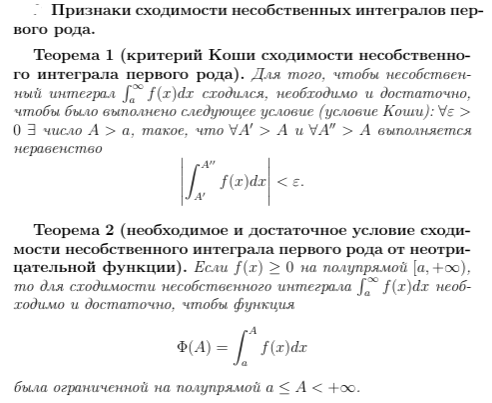 Признаки сходимости несобственных интегралов пер-
вого рода.
Теорема 1 (критерий Коши сходимости несобственно-
го интеграла первого рода). Для того, чтобы несобствен-
ный интеграл ∫ₐ^∞ f(x)dx сходился, необходимо и достаточно,
чтобы было выполнено следующее условие (условие Коши): ∀ε >
0 ∃ число A > a, такое, что ∀A′ > A и ∀A″ > A выполняется
неравенство
|∫_{A′}^{A″} f(x)dx| < ε.
Теорема 2 (необходимое и достаточное условие сходи-
мости несобственного интеграла первого рода от неотри-
цательной функции). Если f(x) ≥ 0 на полупрямой [a, +∞),
то для сходимости несобственного интеграла ∫ₐ^∞ f(x)dx необ-
ходимо и достаточно, чтобы функция
Φ(A) = ∫ₐ^A f(x)dx
была ограниченной на полупрямой a ≤ A < +∞.